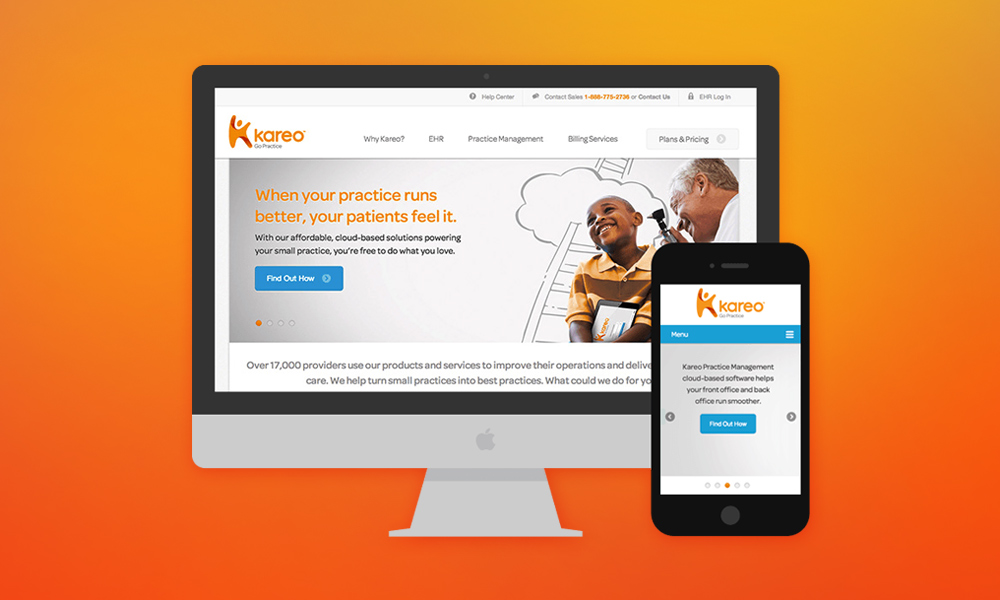 Help Center
Contact Sales 1-888-775-2736 or Contact Us
EHR Log In
kareo
Go Practice
Why Kareo?
EHR
Practice Management
Billing Services
Plans & Pricing
When your practice runs
better, your patients feel it.
With our affordable, cloud-based solutions powering
your small practice, you're free to do what you love.
Find Out How
kareo
Over 17,000 providers use our products and services to improve their operations and delive
care. We help turn small practices into best practices. What could we do for yo
kareo
Go Practice
Menu
Kareo Practice Management
cloud-based software helps
your front office and back
office run smoother.
Find Out How